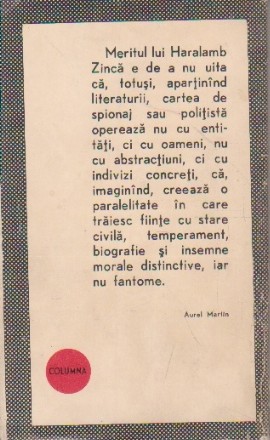 Meritul lui Haralamb
Zincă e de a nu uita
că, totuși, aparținînd
literaturii, cartea de
spionaj sau polițistă
operează nu cu enti-
tăți, ci cu oameni, nu
cu abstracțiuni, ci cu
indivizi concreți, că,
imaginînd, creează o
paralelitate în care
trăiesc ființe cu stare
civilă, temperament,
biografie și insemne
morale distinctive, iar
nu fantome.
Aurel Martin
COLUMNA